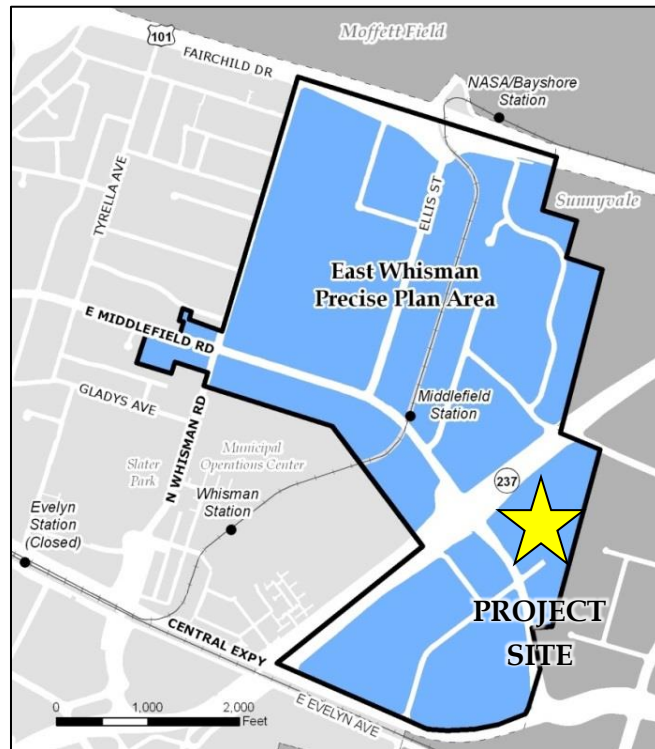 Moffett Field
101
FAIRCHILD DR
NASA/Bayshore
Station
TYRELLA AVE
ELLIS ST
Sunnyvale
East Whisman
Precise Plan Area
E MIDDLEFIELD RD
Middlefield
Station
GLADYS AVE
N WHISMAN RD
Municipal
Operations Center
Slater
Park
237
Whisman
Station
Evelyn
Station
(Closed)
PROJECT
SITE
CENTRAL EXPY
E EVELYN AVE
0 1,000 2,000
Feet